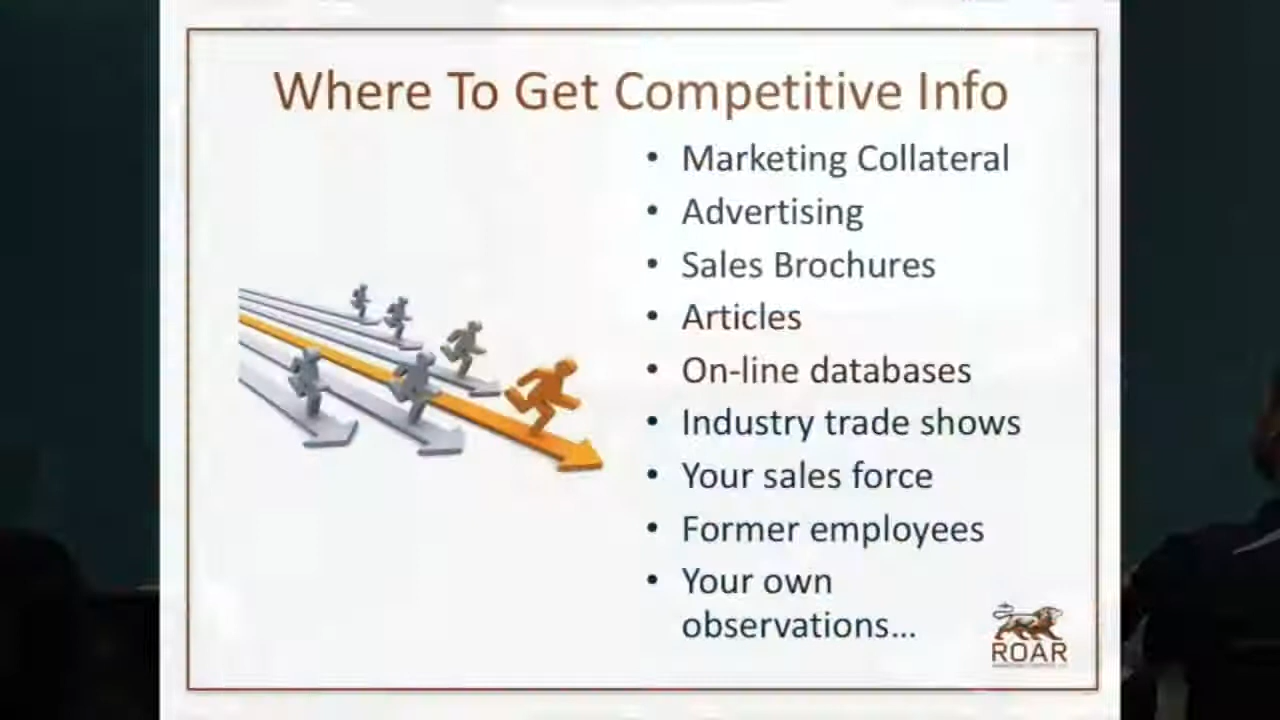 Where To Get Competitive Info
• Marketing Collateral
• Advertising
• Sales Brochures
• Articles
• On-line databases
• Industry trade shows
• Your sales force
• Former employees
• Your own
observations...
ROAR